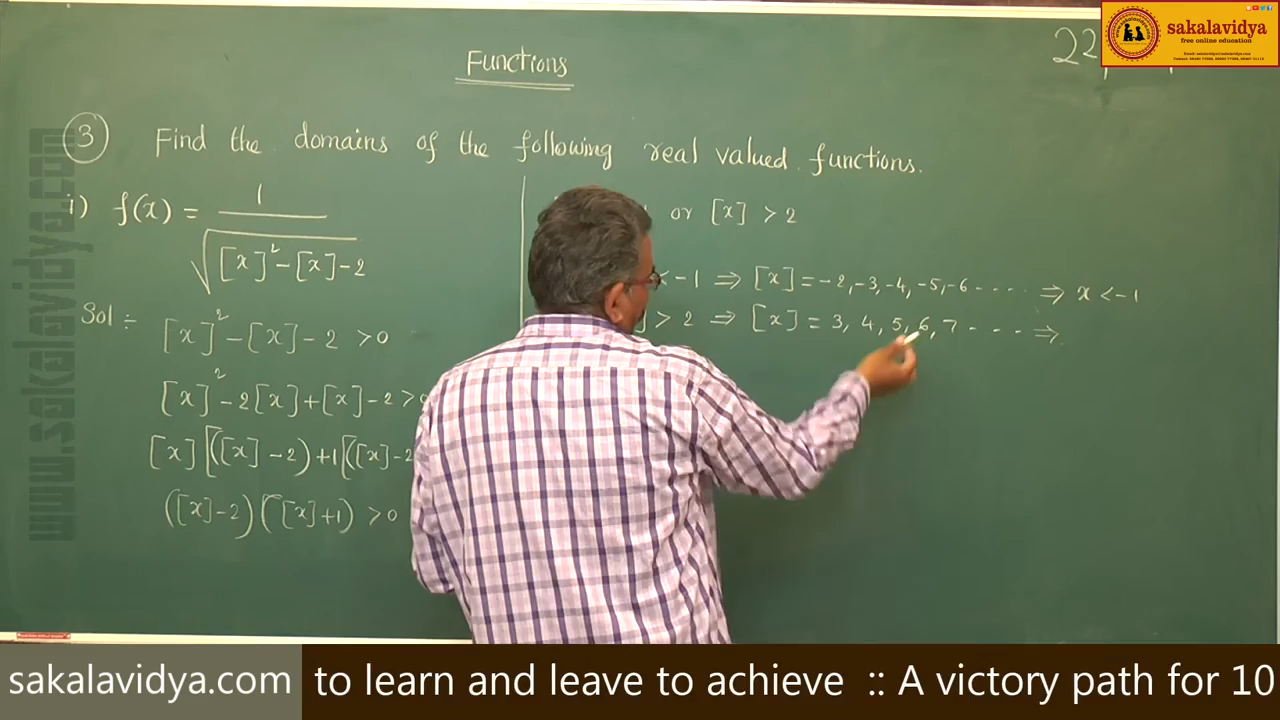 sakalavidya
free online education
22
Functions
3 Find the domains of the following real valued functions.
i) f(x) = 1 / √([x]² - [x] - 2)
Sol :-
[x]² - [x] - 2 > 0
[x]² - 2[x] + [x] - 2 > 0
[x] [([x] - 2) + 1 [([x] - 2
([x] - 2) ([x] + 1) > 0
or [x] > 2
< -1 ⇒ [x] = -2, -3, -4, -5, -6 - - - - ⇒ x < -1
] > 2 ⇒ [x] = 3, 4, 5, 6, 7 - - - - ⇒
www.sakalavidya.com
sakalavidya.com to learn and leave to achieve :: A victory path for 10